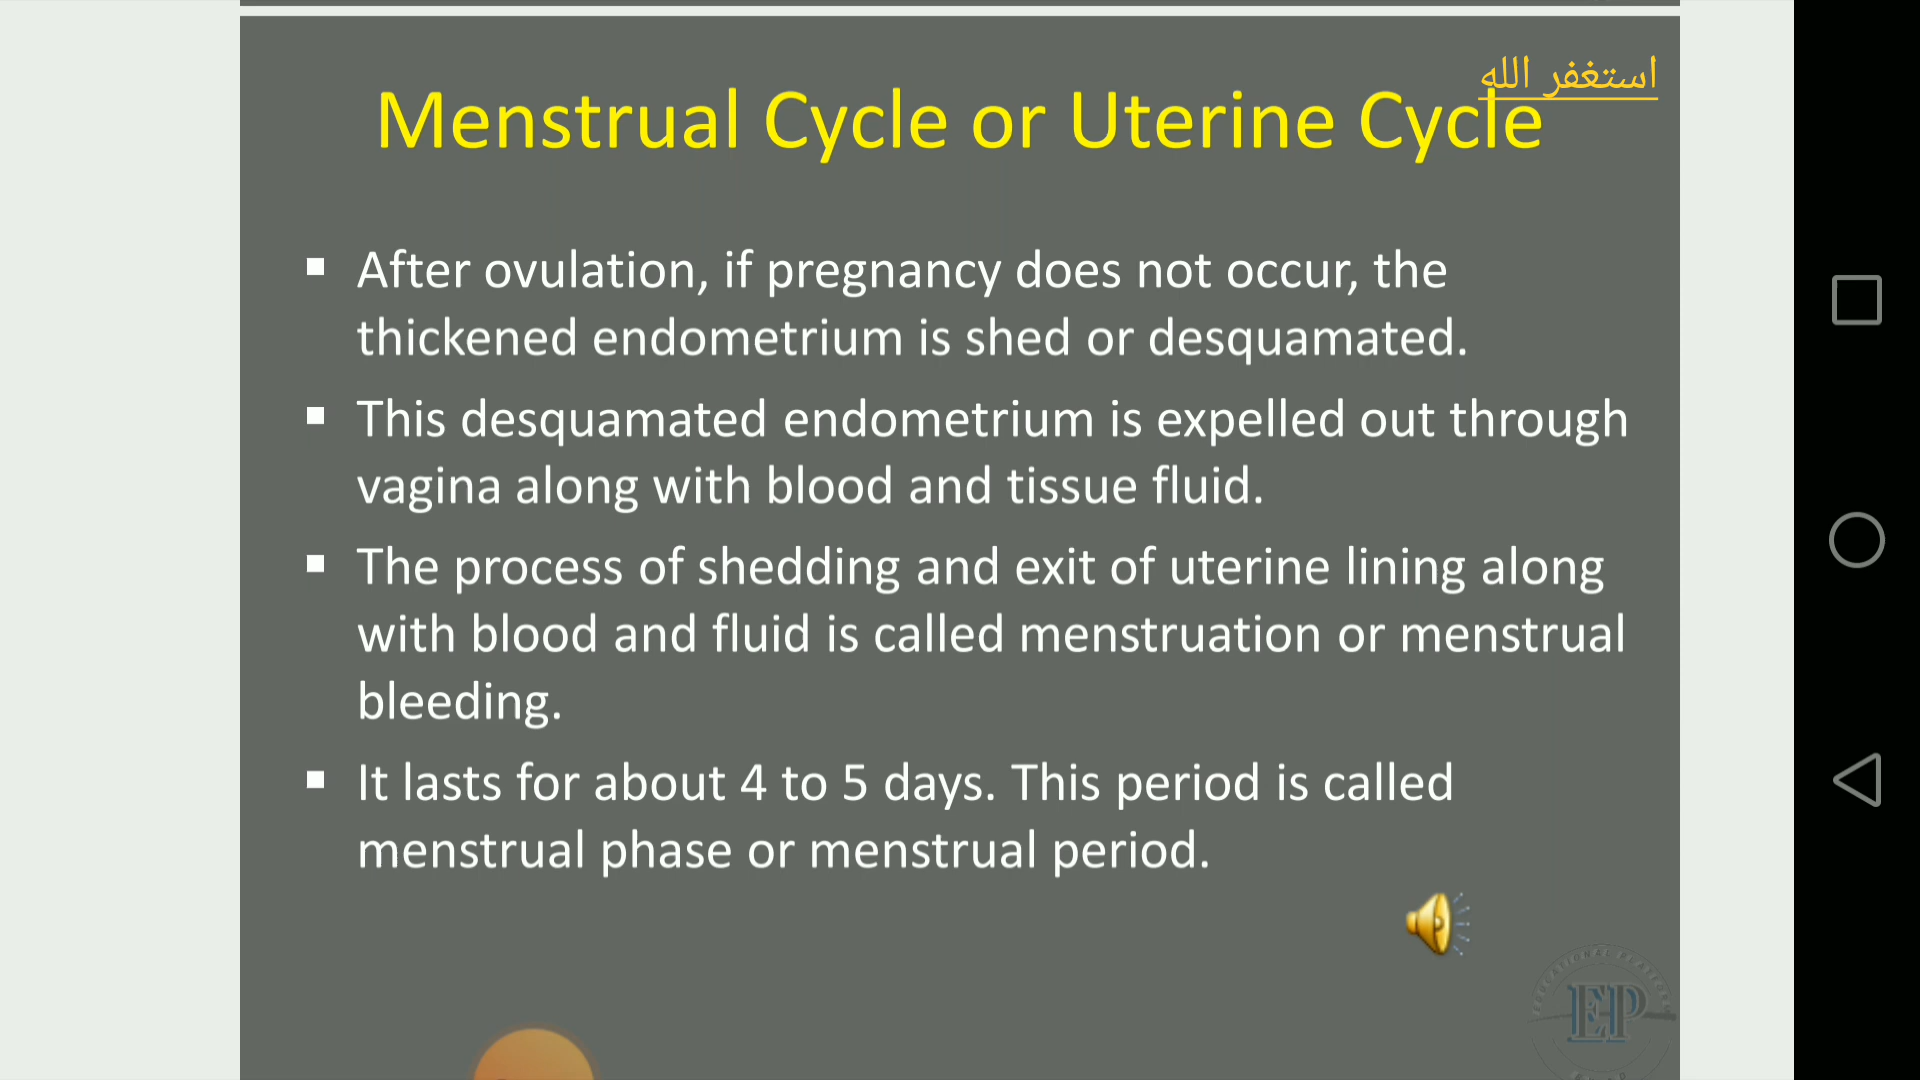 استغفر الله
Menstrual Cycle or Uterine Cycle
▪ After ovulation, if pregnancy does not occur, the
thickened endometrium is shed or desquamated.
▪ This desquamated endometrium is expelled out through
vagina along with blood and tissue fluid.
▪ The process of shedding and exit of uterine lining along
with blood and fluid is called menstruation or menstrual
bleeding.
▪ It lasts for about 4 to 5 days. This period is called
menstrual phase or menstrual period.
EP